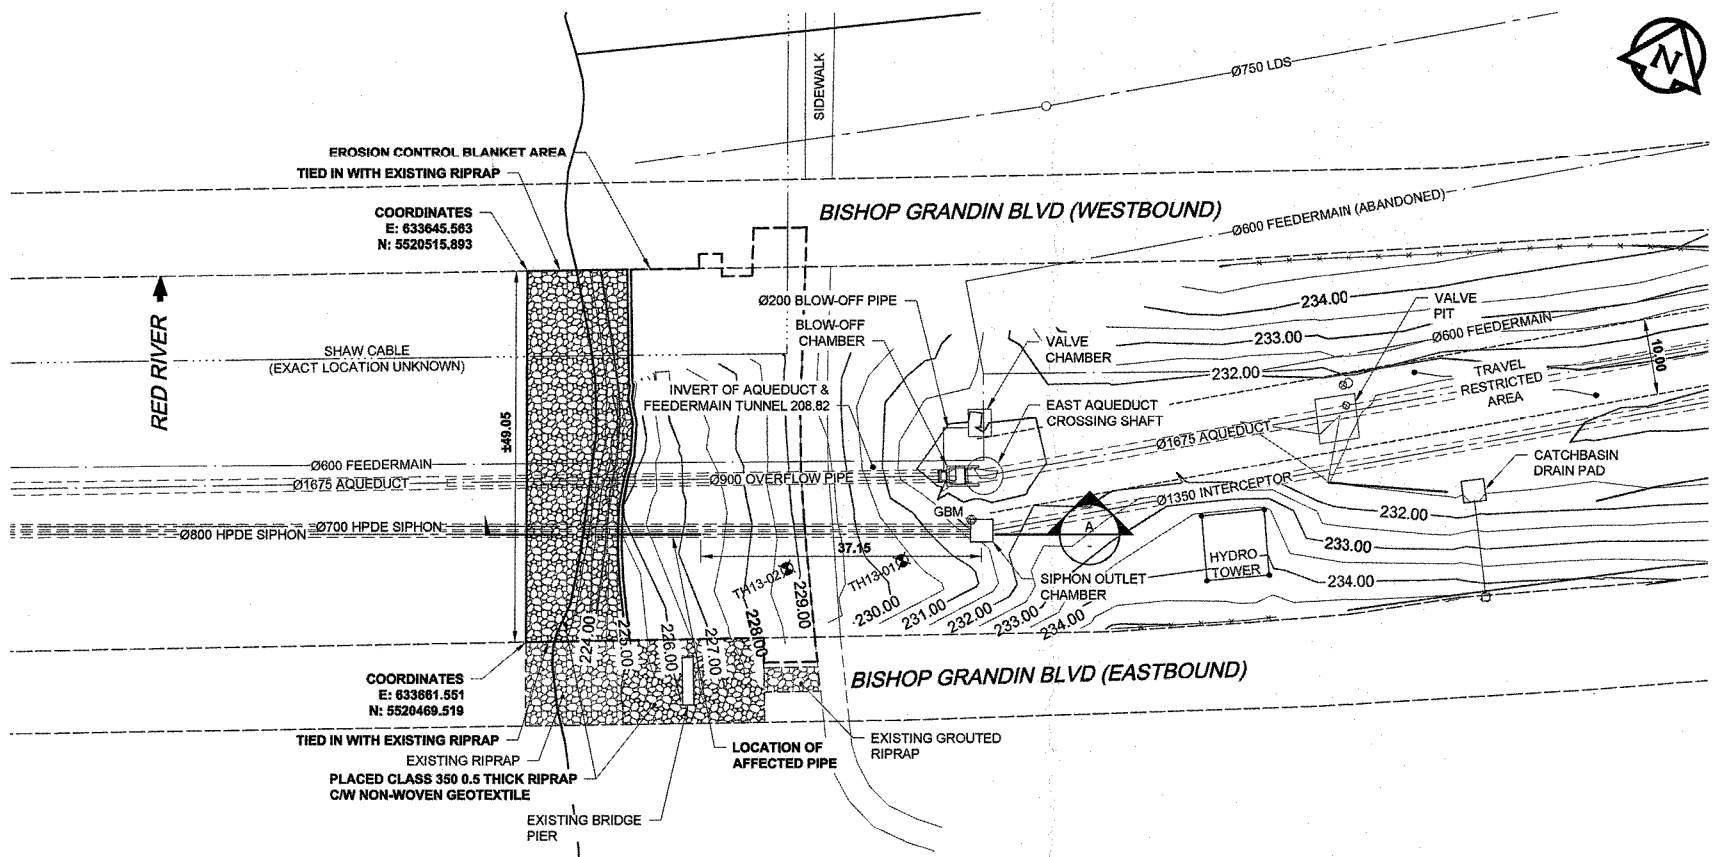 Ø750 LDS
N
SIDEWALK
EROSION CONTROL BLANKET AREA
TIED IN WITH EXISTING RIPRAP
COORDINATES
E: 633645.563
N: 5520515.893
BISHOP GRANDIN BLVD (WESTBOUND)
Ø600 FEEDERMAIN (ABANDONED)
RED RIVER
Ø200 BLOW-OFF PIPE
BLOW-OFF
CHAMBER
234.00
VALVE
PIT
233.00
Ø600 FEEDERMAIN
SHAW CABLE
(EXACT LOCATION UNKNOWN)
VALVE
CHAMBER
232.00
10.00
TRAVEL
RESTRICTED
AREA
INVERT OF AQUEDUCT &
FEEDERMAIN TUNNEL 208.82
EAST AQUEDUCT
CROSSING SHAFT
±49.05
Ø1675 AQUEDUCT
CATCHBASIN
DRAIN PAD
Ø600 FEEDERMAIN
Ø1675 AQUEDUCT
Ø900 OVERFLOW PIPE
Ø1350 INTERCEPTOR
GBM
232.00
Ø700 HPDE SIPHON
Ø800 HPDE SIPHON
A
-
37.15
233.00
HYDRO
TOWER
234.00
TH13-02
TH13-01
SIPHON OUTLET
CHAMBER
224.00
225.00
226.00
227.00
228.00
229.00
230.00
231.00
232.00
233.00
234.00
COORDINATES
E: 633661.551
N: 5520469.519
BISHOP GRANDIN BLVD (EASTBOUND)
TIED IN WITH EXISTING RIPRAP
EXISTING RIPRAP
PLACED CLASS 350 0.5 THICK RIPRAP
C/W NON-WOVEN GEOTEXTILE
LOCATION OF
AFFECTED PIPE
EXISTING GROUTED
RIPRAP
EXISTING BRIDGE
PIER